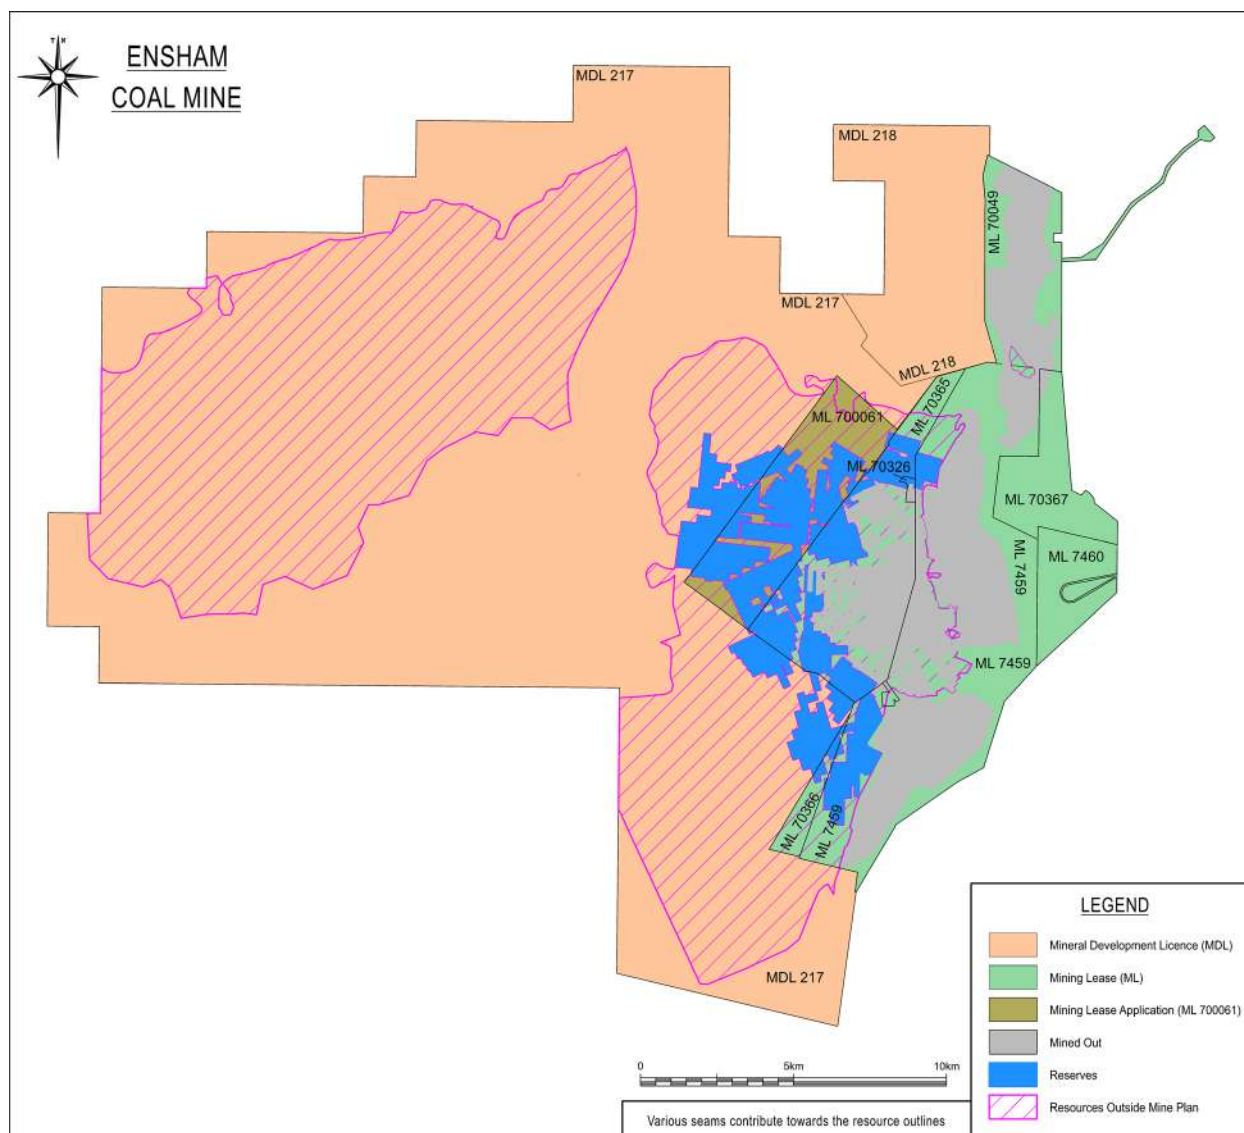 T N
ENSHAM
COAL MINE
MDL 217
MDL 218
ML 70049
MDL 217
MDL 218
ML 70365
ML 700061
ML 70326
ML 70367
ML 7459
ML 7460
ML 7459
ML 70366
ML 7459
MDL 217
LEGEND
Mineral Development Licence (MDL)
Mining Lease (ML)
Mining Lease Application (ML 700061)
Mined Out
Reserves
Resources Outside Mine Plan
0 5km 10km
Various seams contribute towards the resource outlines